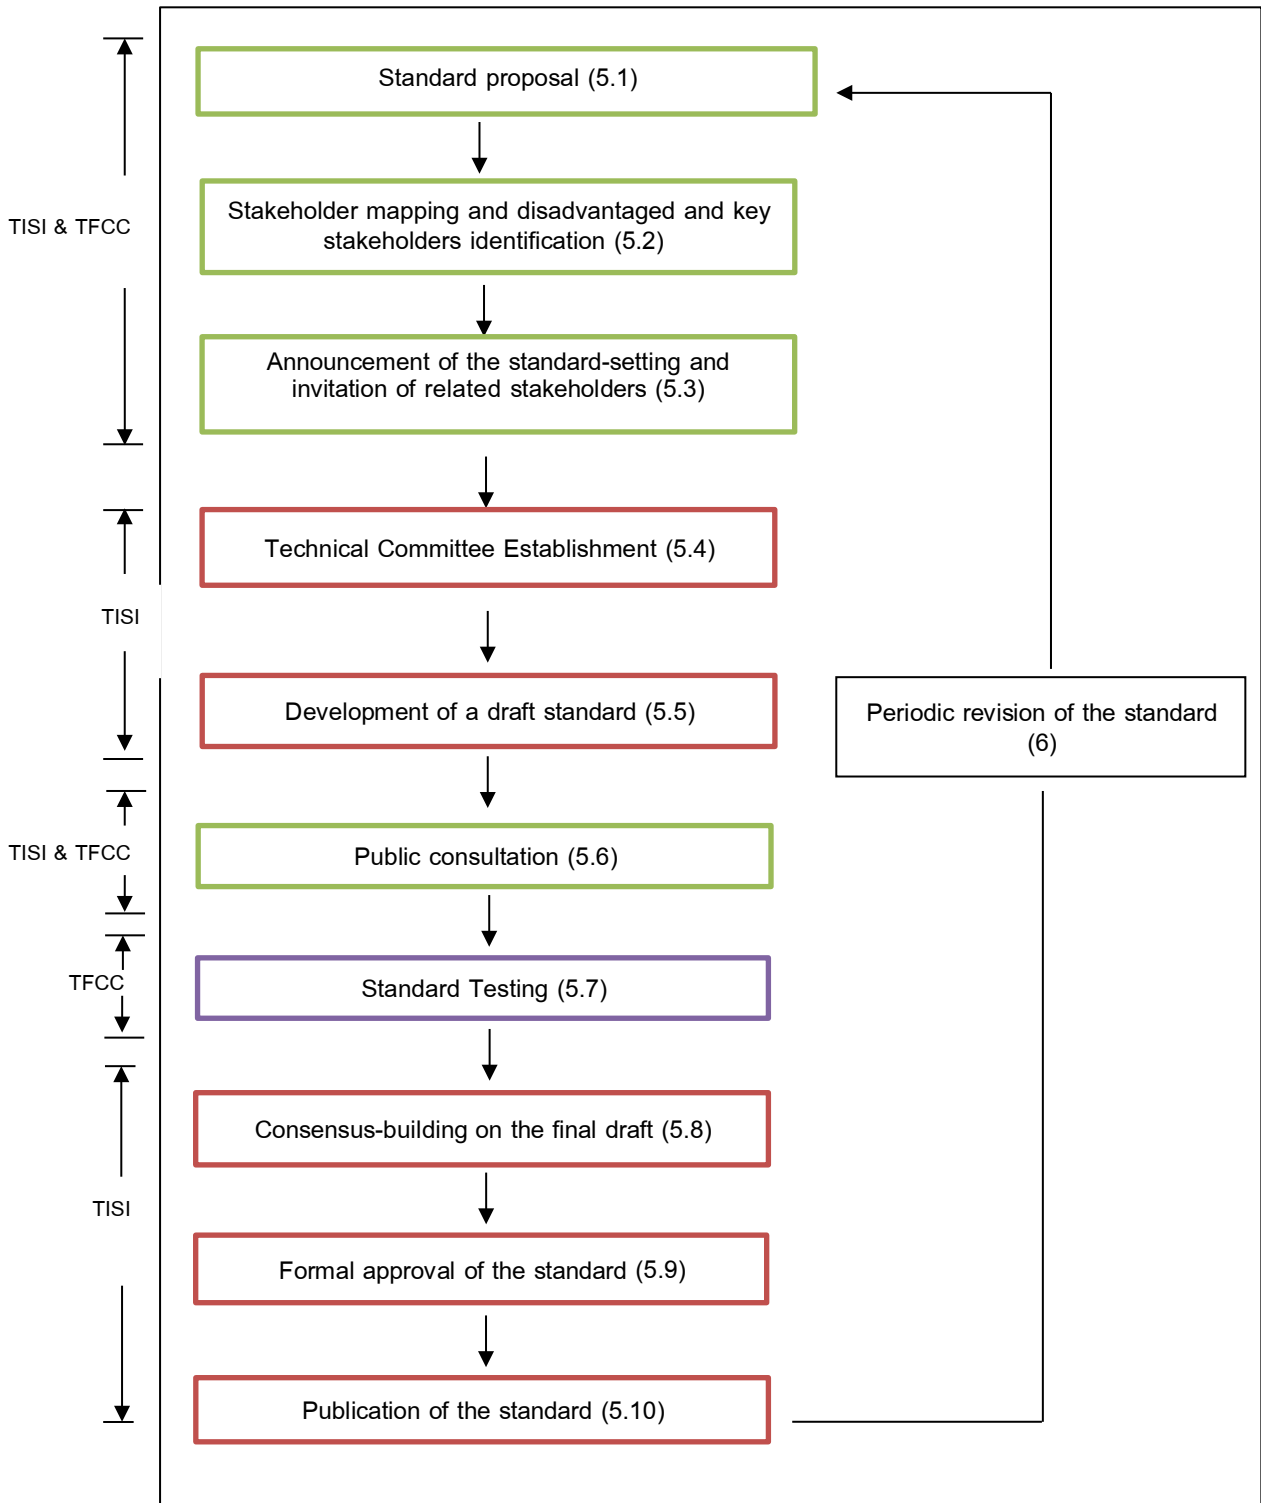 Standard proposal (5.1)
TISI & TFCC
Stakeholder mapping and disadvantaged and key
stakeholders identification (5.2)
Announcement of the standard-setting and
invitation of related stakeholders (5.3)
Technical Committee Establishment (5.4)
TISI
Development of a draft standard (5.5)
Periodic revision of the standard
(6)
TISI & TFCC
Public consultation (5.6)
TFCC
Standard Testing (5.7)
Consensus-building on the final draft (5.8)
TISI
Formal approval of the standard (5.9)
Publication of the standard (5.10)